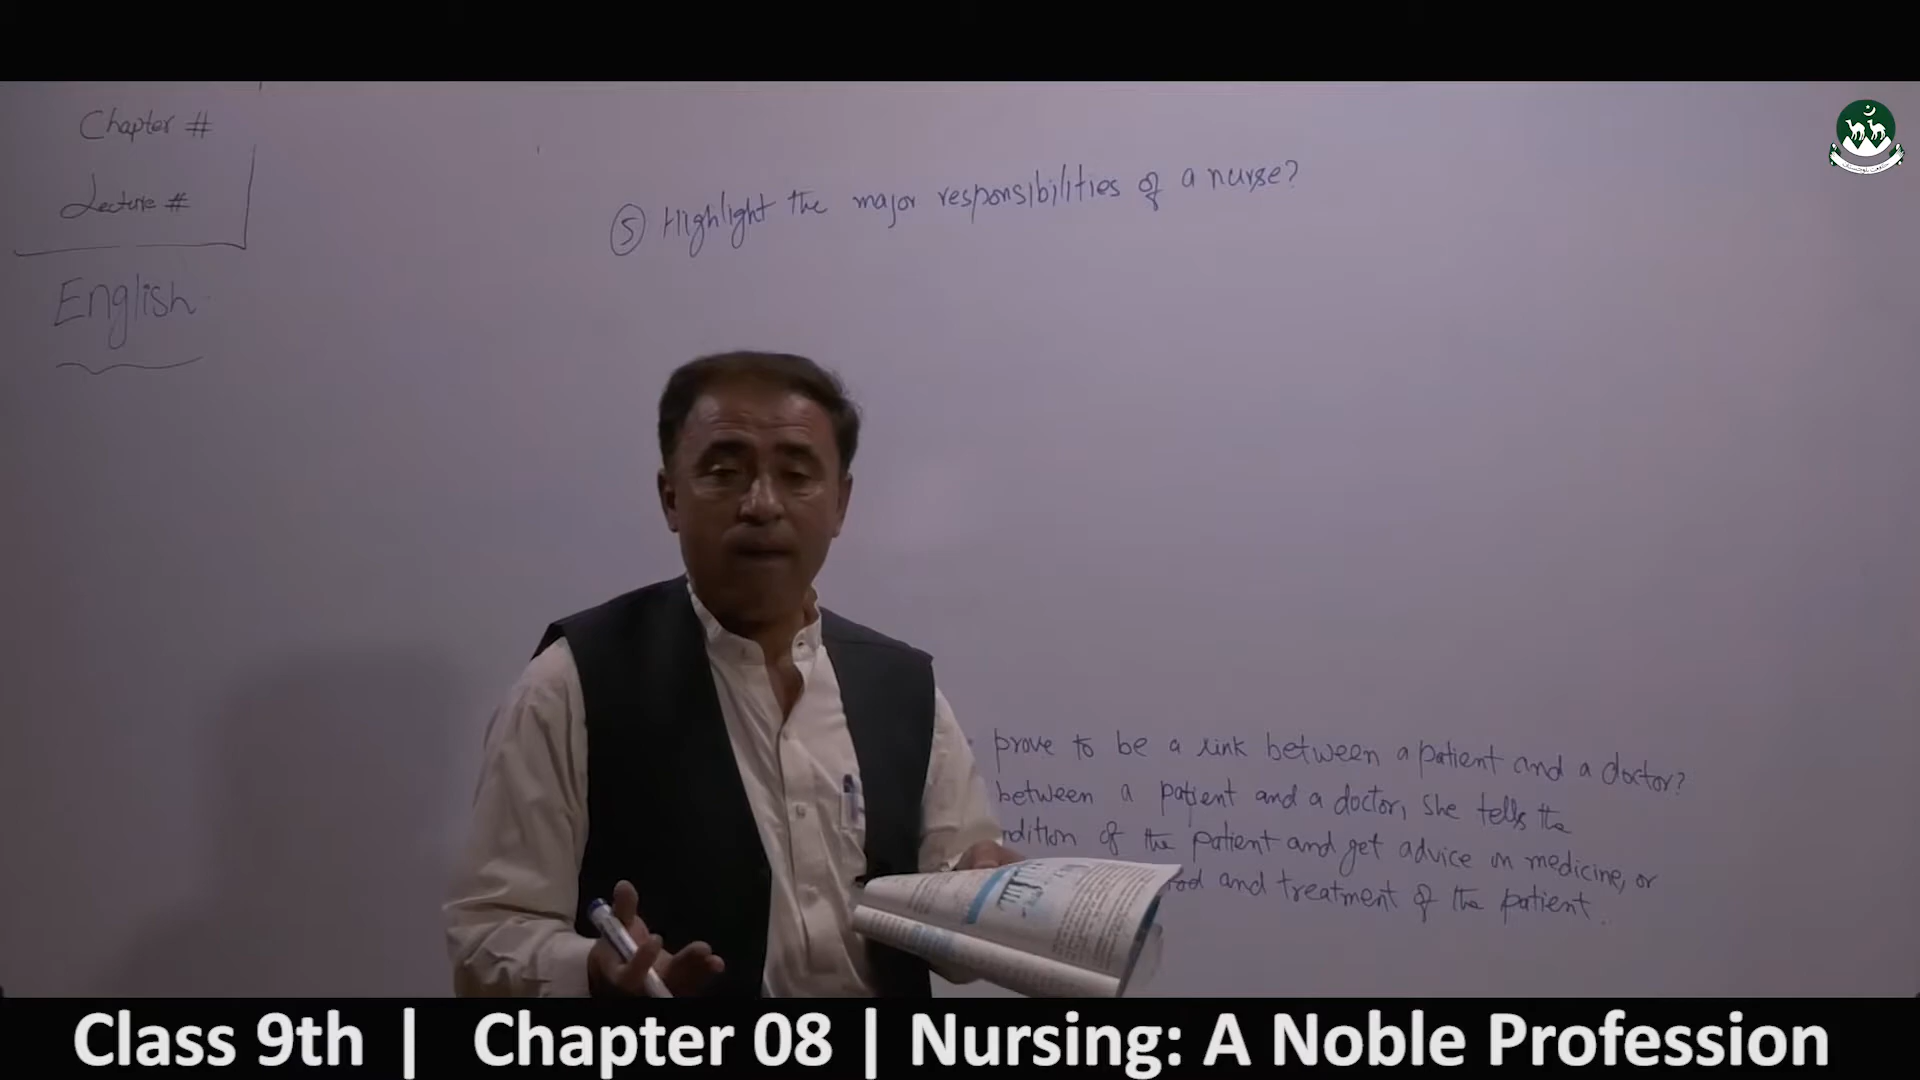 Chapter #
Lecture #
English
⑤ Highlight the major responsibilities of a nurse?
prove to be a link between a patient and a doctor?
between a patient and a doctor, she tells the
ndition of the patient and get advice on medicine, or
ood and treatment of the patient.
Class 9th | Chapter 08 | Nursing: A Noble Profession